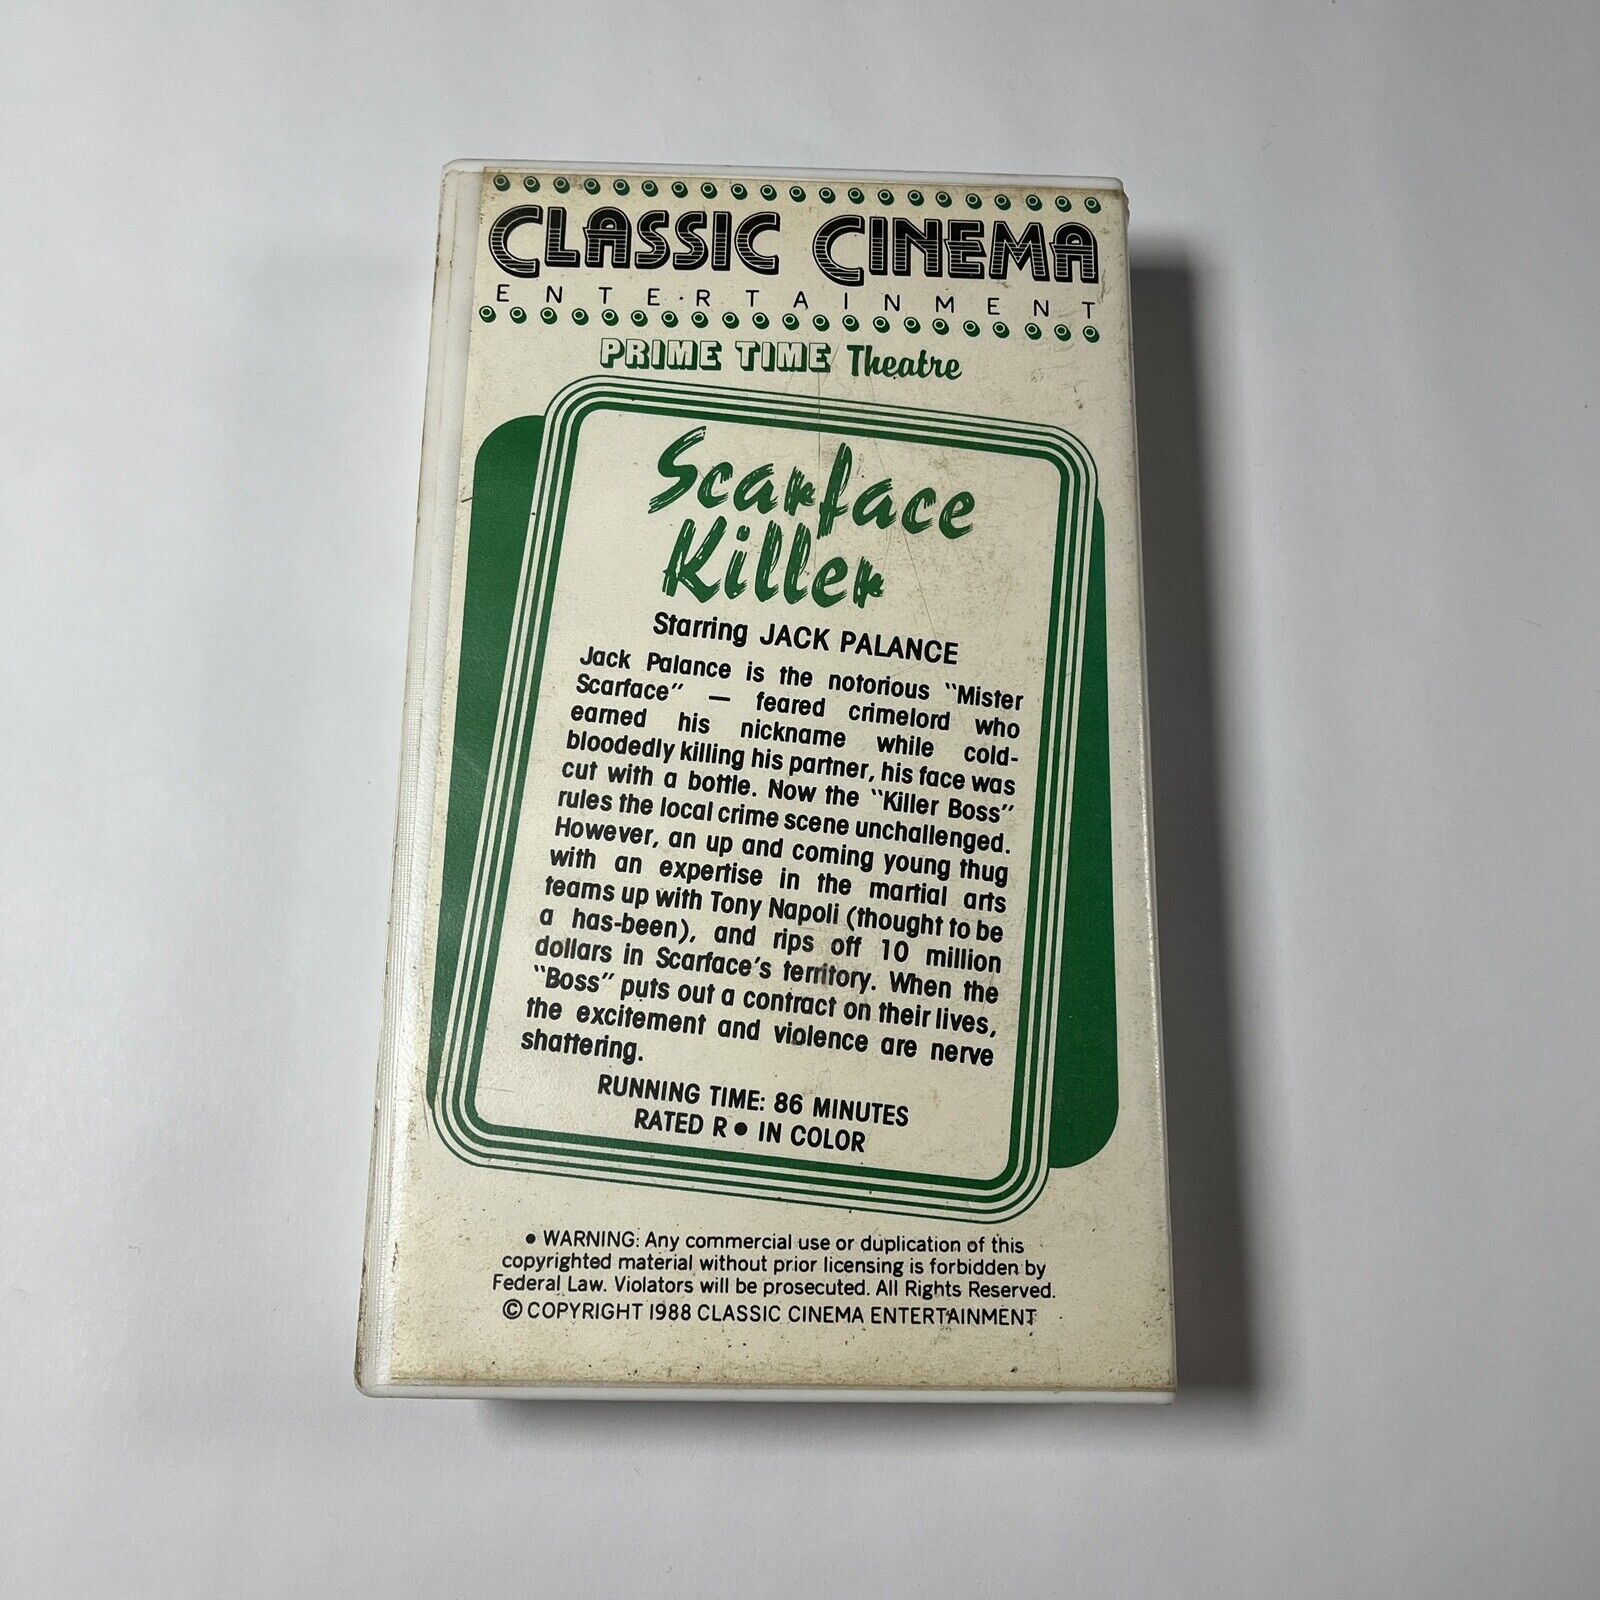 CLASSIC CINEMA
ENTERTAINMENT
PRIME TIME Theatre
Scarface
Killer
Starring JACK PALANCE
Jack Palance is the notorious "Mister
Scarface" — feared crimelord who
earned his nickname while cold-
bloodedly killing his partner, his face was
cut with a bottle. Now the "Killer Boss"
rules the local crime scene unchallenged.
However, an up and coming young thug
with an expertise in the martial arts
teams up with Tony Napoli (thought to be
a has-been), and rips off 10 million
dollars in Scarface's territory. When the
"Boss" puts out a contract on their lives,
the excitement and violence are nerve
shattering.
RUNNING TIME: 86 MINUTES
RATED R • IN COLOR
• WARNING: Any commercial use or duplication of this
copyrighted material without prior licensing is forbidden by
Federal Law. Violators will be prosecuted. All Rights Reserved.
© COPYRIGHT 1988 CLASSIC CINEMA ENTERTAINMENT